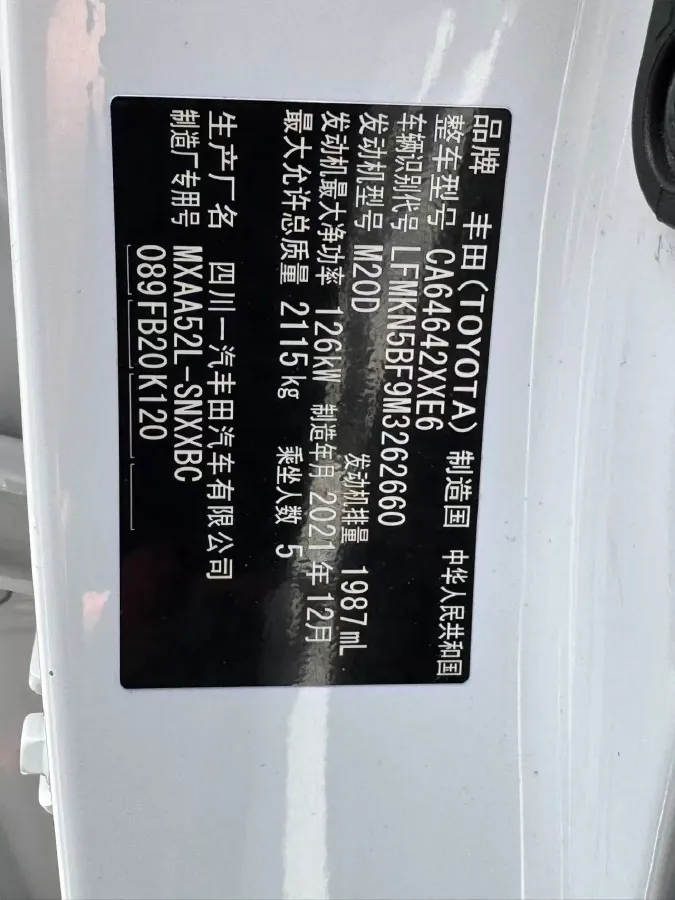 品牌 丰田(TOYOTA) 制造国 中华人民共和国
整车型号 CA64642XXE6
车辆识别代号 LFMKN5BF9M3262660
发动机型号 M20D 发动机排量 1987mL
发动机最大净功率 126kW 制造年月 2021年12月
最大允许总质量 2115kg 乘坐人数 5
生产厂名 四川一汽丰田汽车有限公司
制造厂专用号 MXAA52L-SNXXBC
089FB20K120